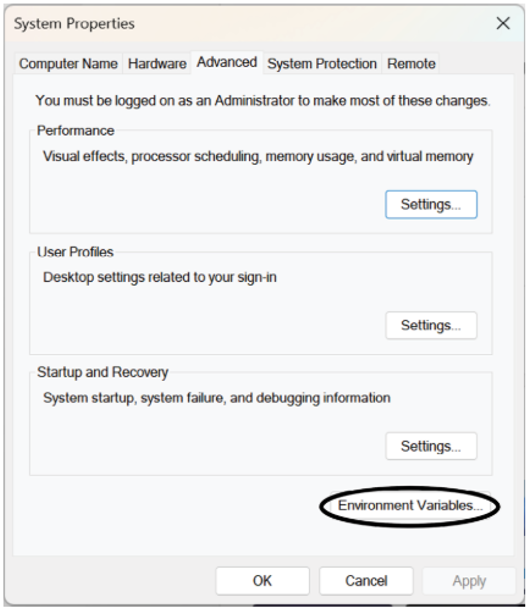 System Properties
Computer Name Hardware Advanced System Protection Remote
You must be logged on as an Administrator to make most of these changes.
Performance
Visual effects, processor scheduling, memory usage, and virtual memory
Settings...
User Profiles
Desktop settings related to your sign-in
Settings...
Startup and Recovery
System startup, system failure, and debugging information
Settings...
Environment Variables...
OK Cancel Apply